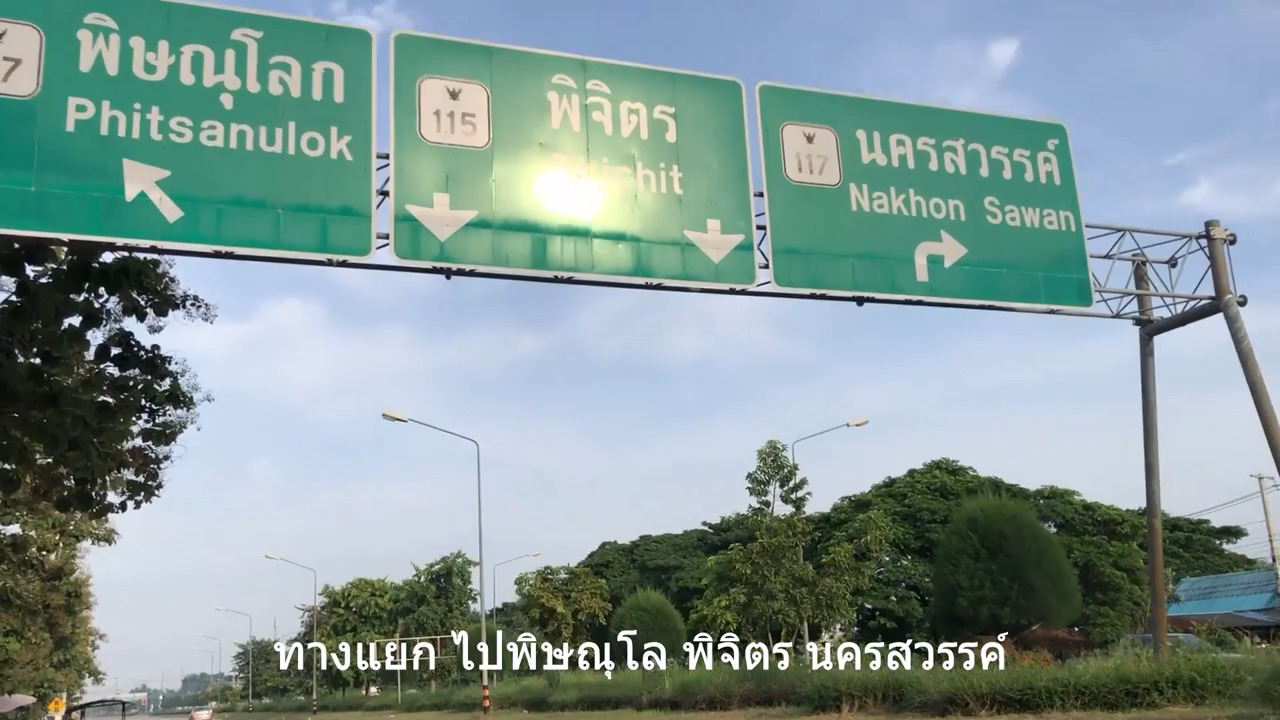 7
พิษณุโลก
Phitsanulok
115
พิจิตร
117
นครสวรรค์
Nakhon Sawan
ทางแยก ไปพิษณุโล พิจิตร นครสวรรค์